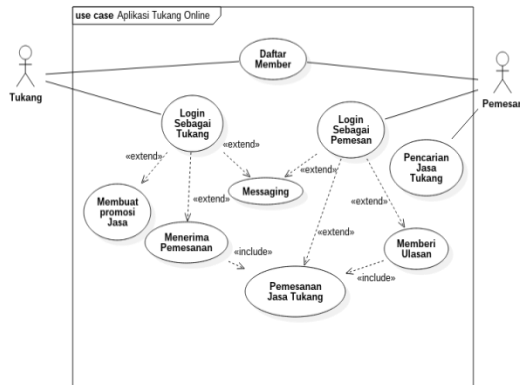 use case Aplikasi Tukang Online
Daftar
Member
Tukang
Pemesan
Login
Sebagai
Tukang
Login
Sebagai
Pemesan
Pencarian
Jasa
Tukang
«extend»
«extend»
«extend»
Messaging
«extend»
«extend»
«extend»
Membuat
promosi
Jasa
Menerima
Pemesanan
Memberi
Ulasan
«include»
«include»
Pemesanan
Jasa Tukang